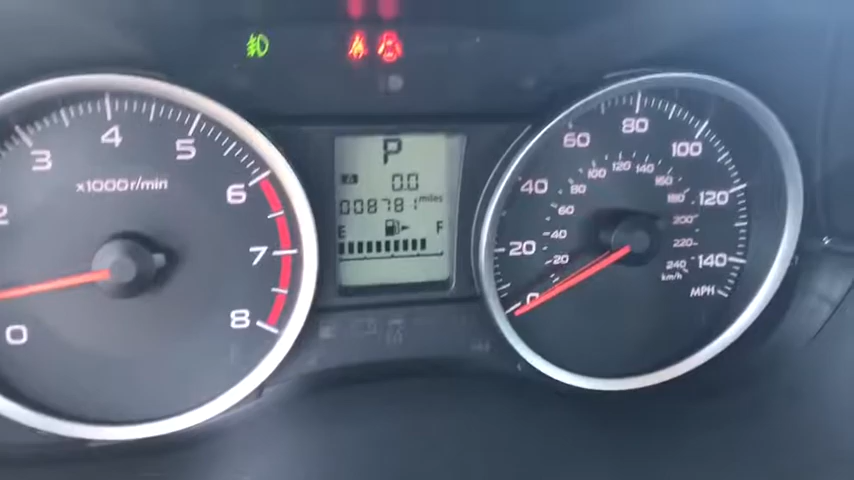 4
5
3
x1000r/min
6
2
7
0
8
P
A
0.0
008781 miles
E F
0 20 40 60 80 100 120 140
MPH
20 40 60 80 100 120 140 160 180 200 220 240
km/h